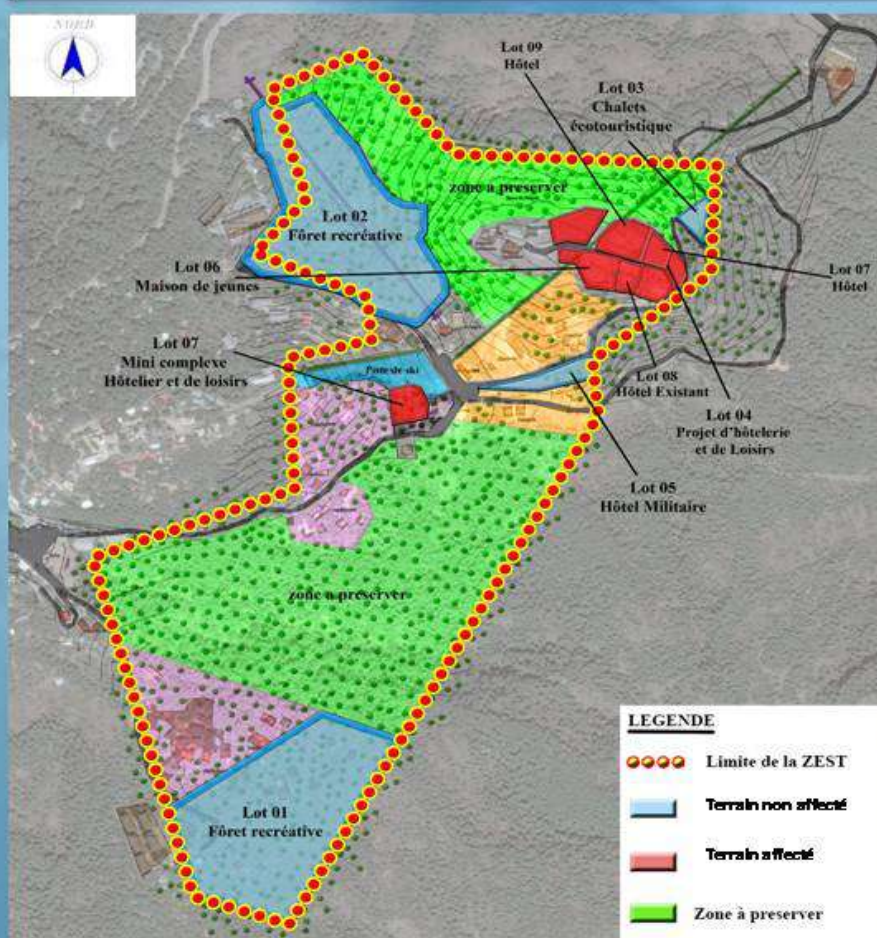 NORD
Lot 09
Hôtel
Lot 03
Chalets
écotouristique
zone a preserver
Lot 02
Fôret recréative
Lot 06
Maison de jeunes
Lot 07
Hôtel
Lot 07
Mini complexe
Hôtelier et de loisirs
Piste de ski
Lot 08
Hôtel Existant
Lot 04
Projet d'hôtelerie
et de Loisirs
Lot 05
Hôtel Militaire
zone a preserver
Lot 01
Fôret recréative
LEGENDE
Limite de la ZEST
Terrain non affecté
Terrain affecté
Zone à preserver